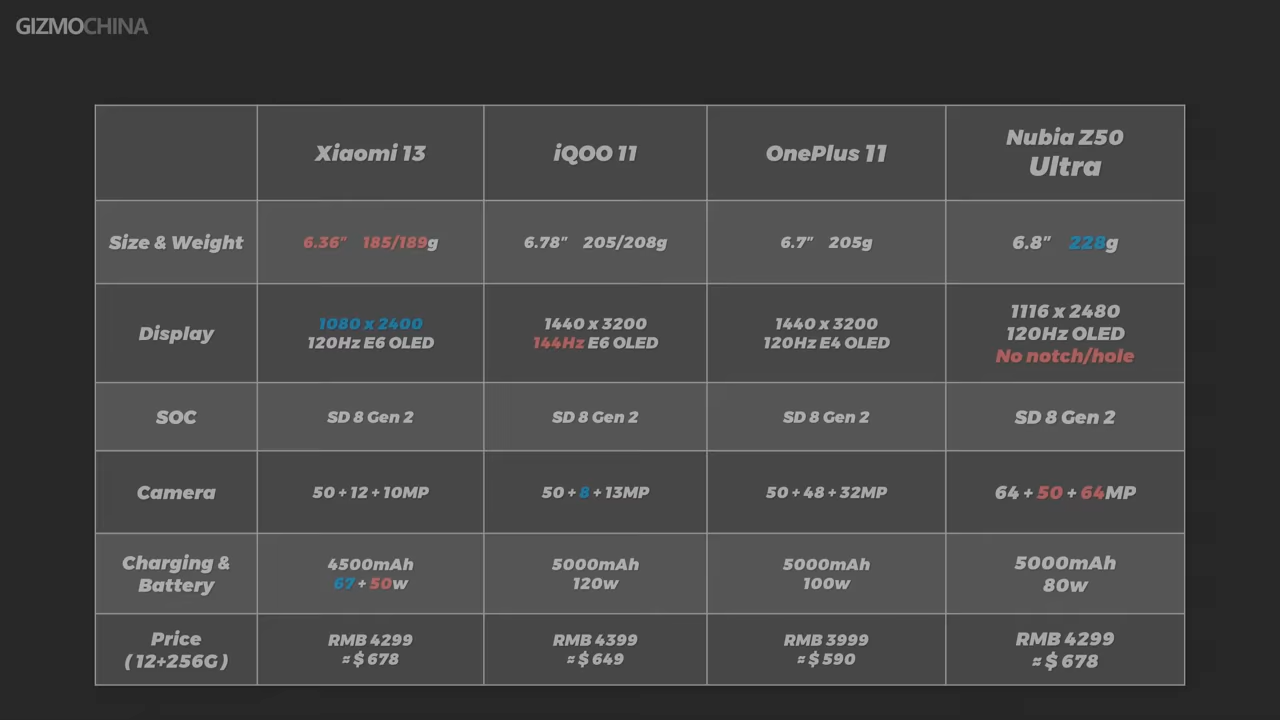 GIZMOCHINA
Xiaomi 13
iQOO 11
OnePlus 11
Nubia Z50
Ultra
Size & Weight
6.36" 185/189g
6.78" 205/208g
6.7" 205g
6.8" 228g
Display
1080 x 2400
120Hz E6 OLED
1440 x 3200
144Hz E6 OLED
1440 x 3200
120Hz E4 OLED
1116 x 2480
120Hz OLED
No notch/hole
SOC
SD 8 Gen 2
SD 8 Gen 2
SD 8 Gen 2
SD 8 Gen 2
Camera
50 + 12 + 10MP
50 + 8 + 13MP
50 + 48 + 32MP
64 + 50 + 64MP
Charging &
Battery
4500mAh
67 + 50w
5000mAh
120w
5000mAh
100w
5000mAh
80w
Price
(12+256G)
RMB 4299
≈ $ 678
RMB 4399
≈ $ 649
RMB 3999
≈ $ 590
RMB 4299
≈ $ 678